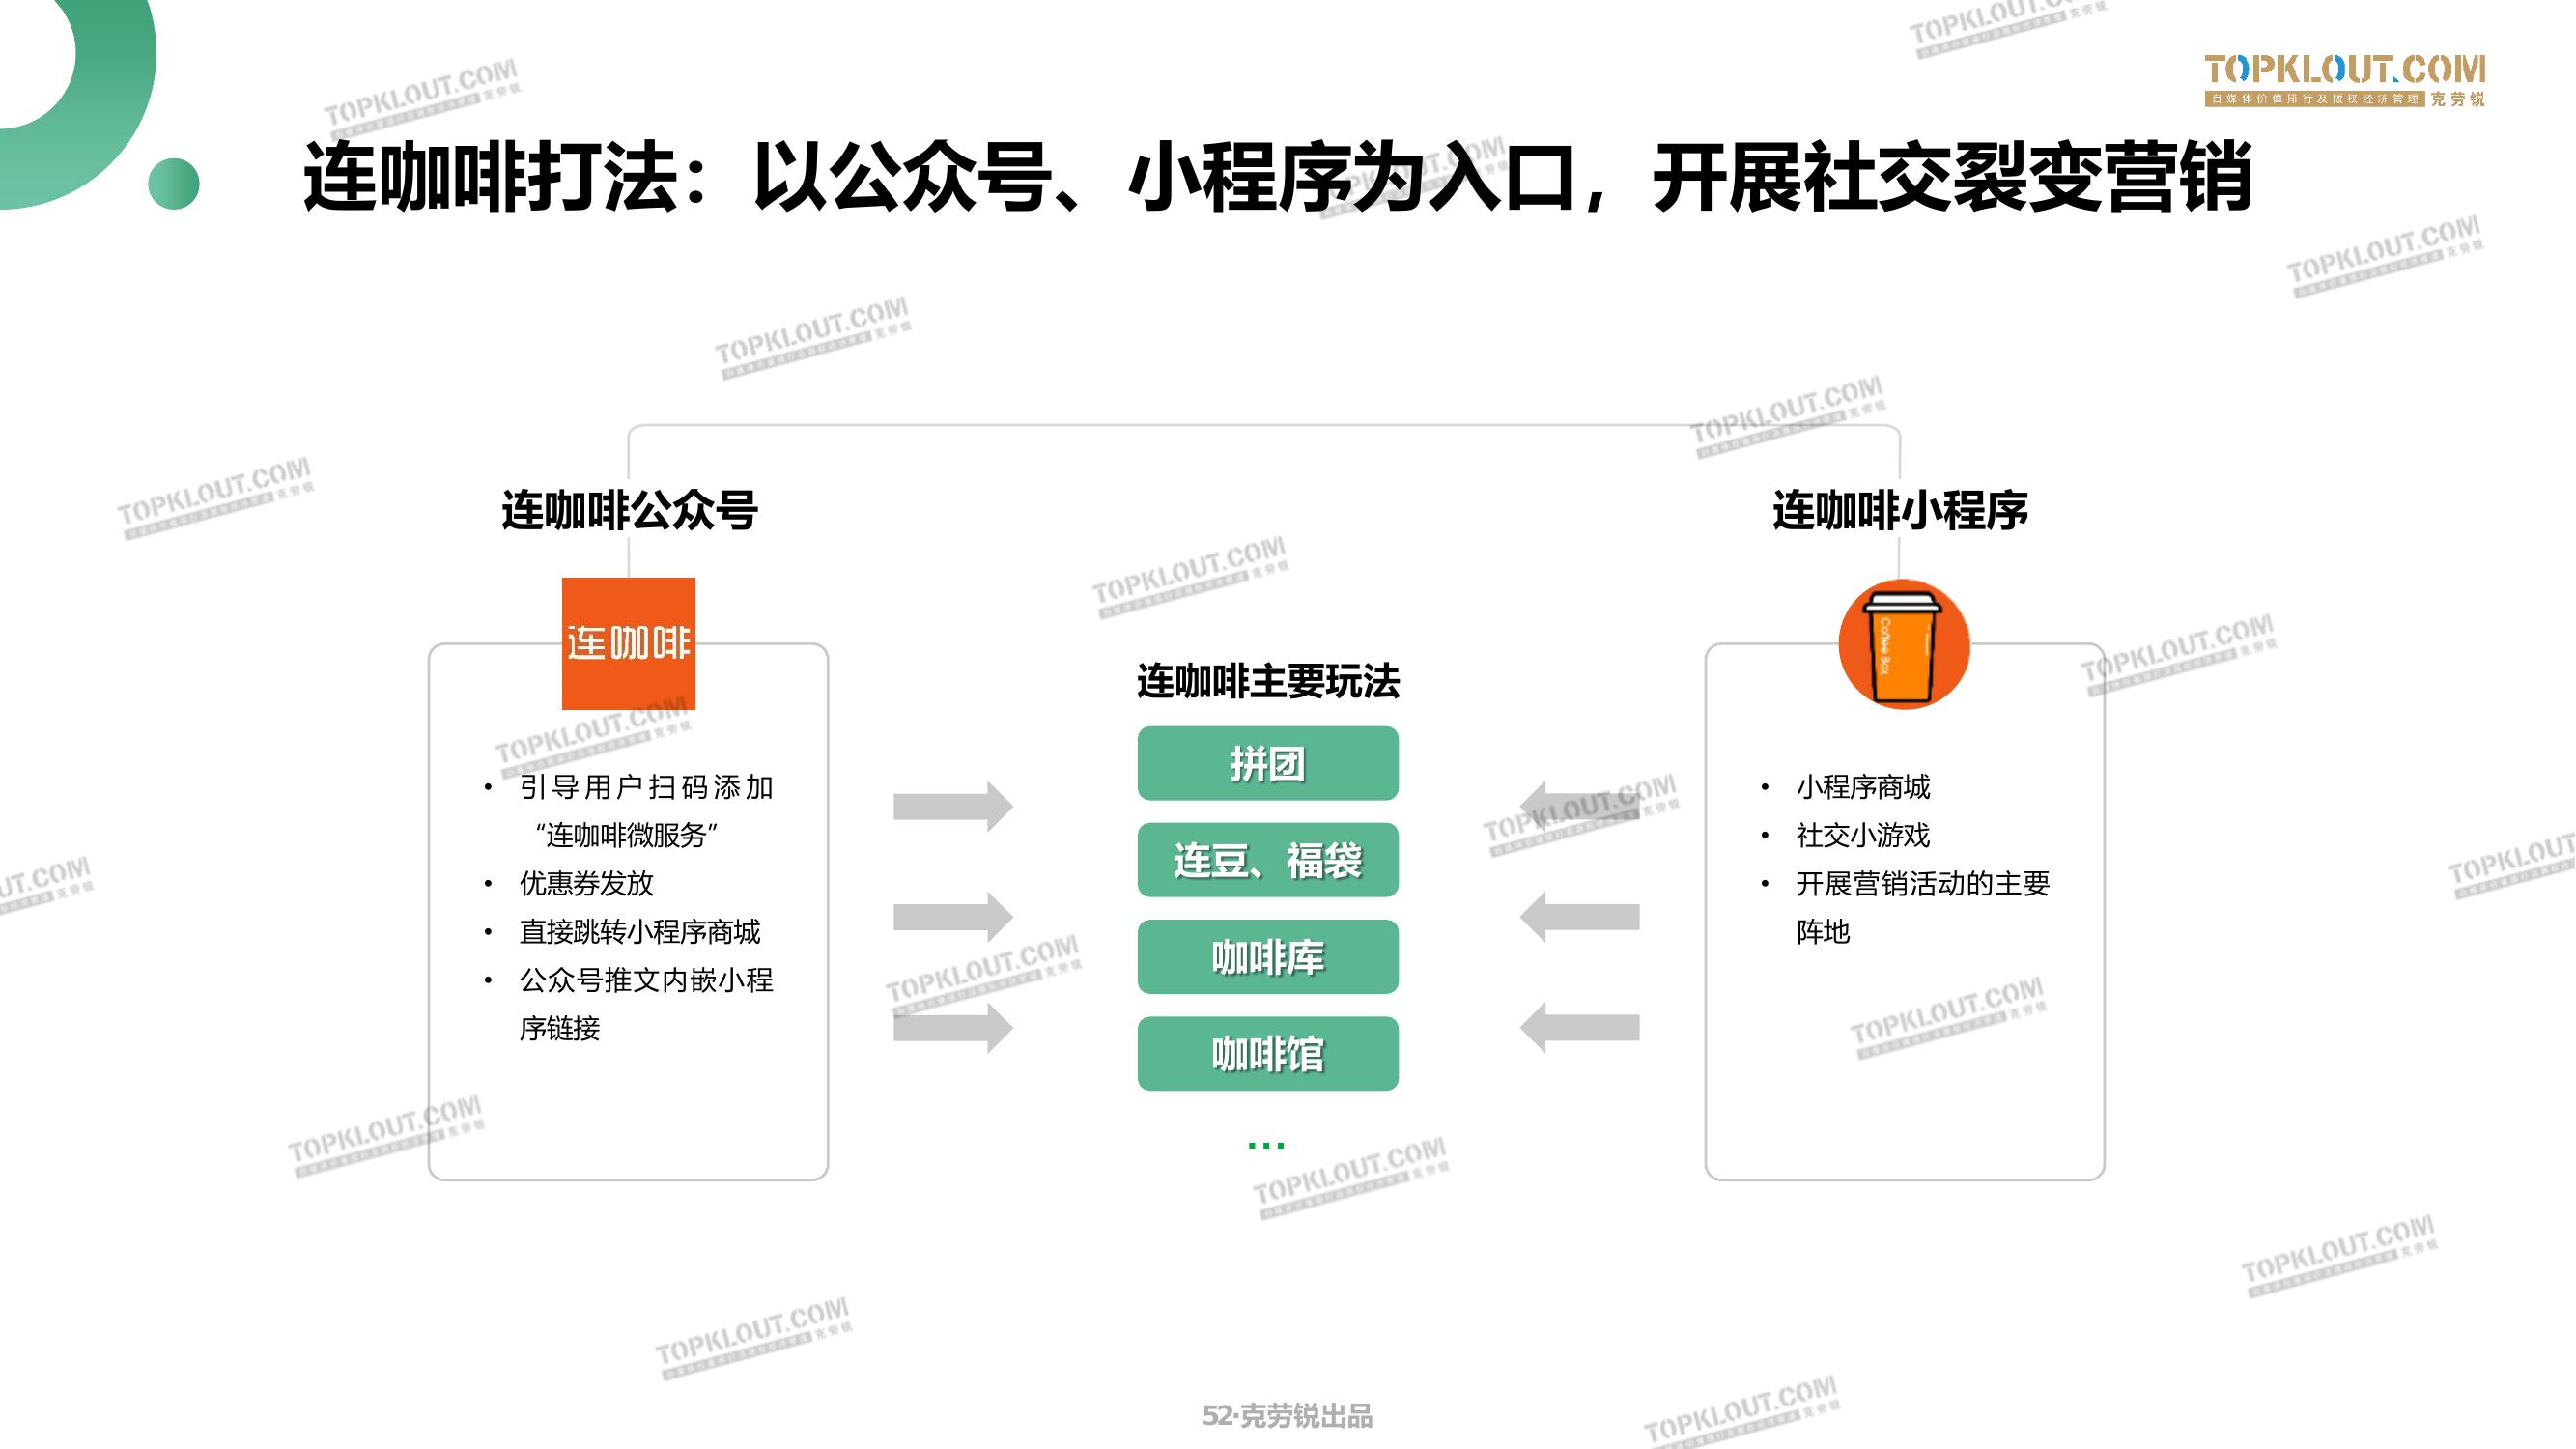 TOPKLOUT.COM
自媒体价值排行及版权经济管理 克劳锐
连咖啡打法：以公众号、小程序为入口，开展社交裂变营销
连咖啡公众号
连咖啡
• 引导用户扫码添加
“连咖啡微服务”
• 优惠券发放
• 直接跳转小程序商城
• 公众号推文内嵌小程
序链接
连咖啡主要玩法
拼团
连豆、福袋
咖啡库
咖啡馆
...
连咖啡小程序
Coffee Box
• 小程序商城
• 社交小游戏
• 开展营销活动的主要
阵地
52·克劳锐出品